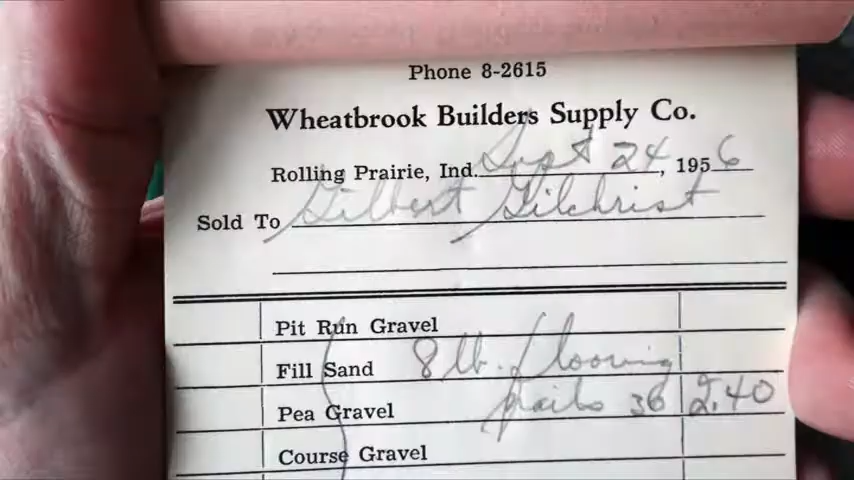 Phone 8-2615
Wheatbrook Builders Supply Co.
Rolling Prairie, Ind. Sept 24, 1956
Sold To Gilbert Gilchrist
Pit Run Gravel
Fill Sand 8 lb. flooring
Pea Gravel nails 36 2.40
Course Gravel